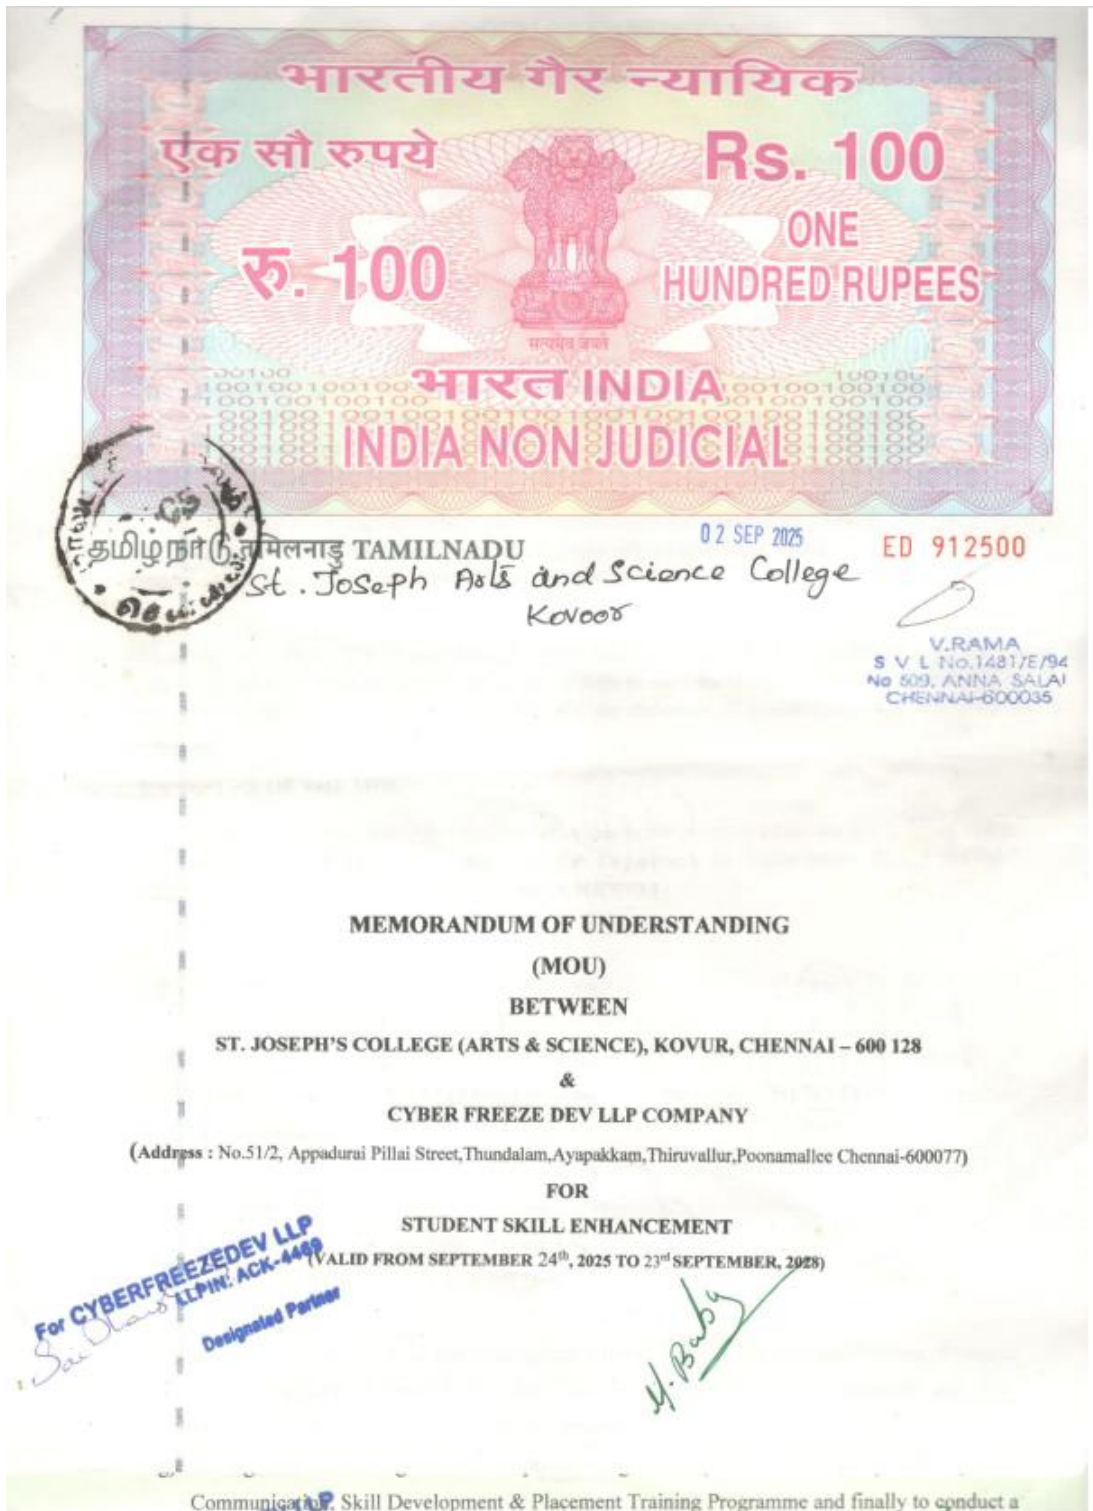 भारतीय गैर न्यायिक
एक सौ रुपये
Rs. 100
रु. 100
ONE
HUNDRED RUPEES
सत्यमेव जयते
भारत INDIA
INDIA NON JUDICIAL
02 SEP 2025
ED 912500
தமிழ்நாடு तमिलनाडु TAMILNADU
St. Joseph Arts and Science College
Kovoor
V.RAMA
S V L No.1481/E/94
No 509, ANNA SALAI
CHENNAI-600035
MEMORANDUM OF UNDERSTANDING
(MOU)
BETWEEN
ST. JOSEPH'S COLLEGE (ARTS & SCIENCE), KOVUR, CHENNAI – 600 128
&
CYBER FREEZE DEV LLP COMPANY
(Address : No.51/2, Appadurai Pillai Street,Thundalam,Ayapakkam,Thiruvallur,Poonamallee Chennai-600077)
FOR
STUDENT SKILL ENHANCEMENT
(VALID FROM SEPTEMBER 24th, 2025 TO 23rd SEPTEMBER, 2028)
For CYBERFREEZEDEV LLP
LLPIN: ACK-4469
Designated Partner
M. Baby
Communication, Skill Development & Placement Training Programme and finally to conduct a